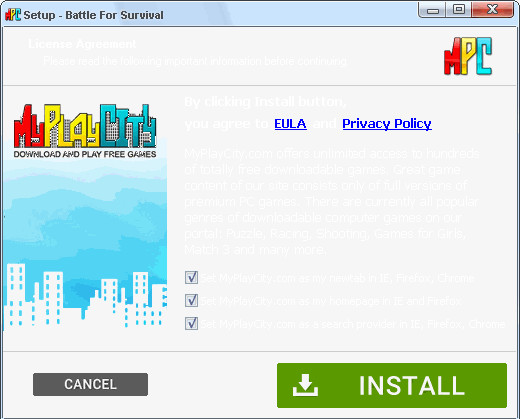 MPC Setup - Battle For Survival
License Agreement
Please read the following important information before continuing.
MPC
By clicking Install button,
you agree to EULA and Privacy Policy
MyPlayCity
DOWNLOAD AND PLAY FREE GAMES
MyPlayCity.com offers unlimited access to hundreds
of totally free downloadable games. Great game
content of our site consists only of full versions of
premium PC games. There are currently all popular
genres of downloadable computer games on our
portal: Puzzle, Racing, Shooting, Games for Girls,
Match 3 and many more.
Set MyPlayCity.com as my newtab in IE, Firefox, Chrome
Set MyPlayCity.com as my homepage in IE and Firefox
Set MyPlayCity.com as a search provider in IE, Firefox, Chrome
CANCEL
INSTALL